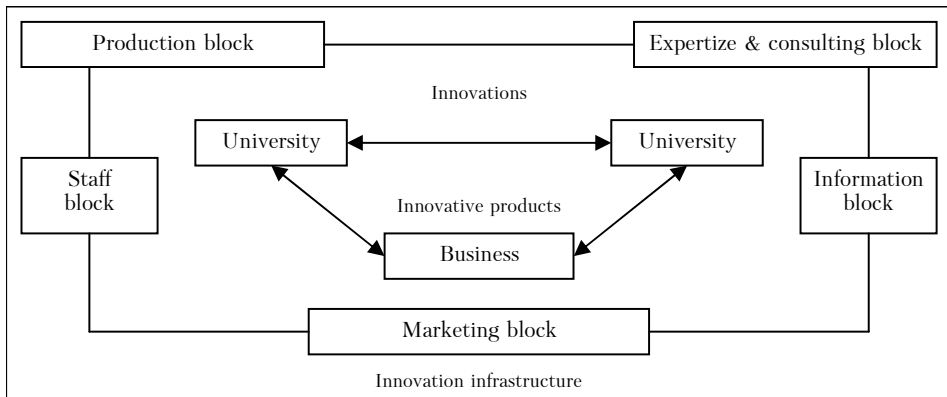 Production block
Expertize & consulting block
Innovations
University
University
Staff
block
Information
block
Innovative products
Business
Marketing block
Innovation infrastructure